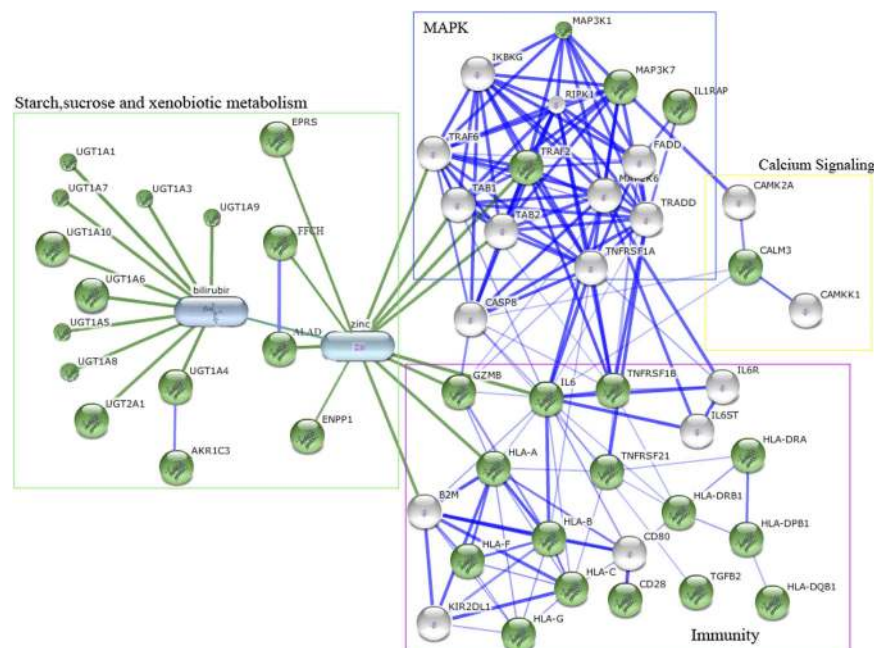 MAPK
MAP3K1
IKBKG
MAP3K7
RIPK1
IL1RAP
Starch,sucrose and xenobiotic metabolism
EPRS
TRAF6
TRAF2
FADD
UGT1A1
Calcium Signaling
UGT1A7
UGT1A3
TAB1
MAP2K6
CAMK2A
UGT1A9
TAB2
TRADD
UGT1A10
FFCH
TNFRSF1A
CALM3
UGT1A6
bilirubir
CASP8
CAMKK1
UGT1A5
ALAD
zinc
UGT1A8
UGT1A4
GZMB
IL6
TNFRSF1B
IL6R
UGT2A1
ENPP1
IL6ST
AKR1C3
HLA-A
TNFRSF21
HLA-DRA
B2M
HLA-DRB1
HLA-B
CD80
HLA-DPB1
HLA-F
HLA-C
CD28
TGFB2
HLA-DQB1
KIR2DL1
HLA-G
Immunity